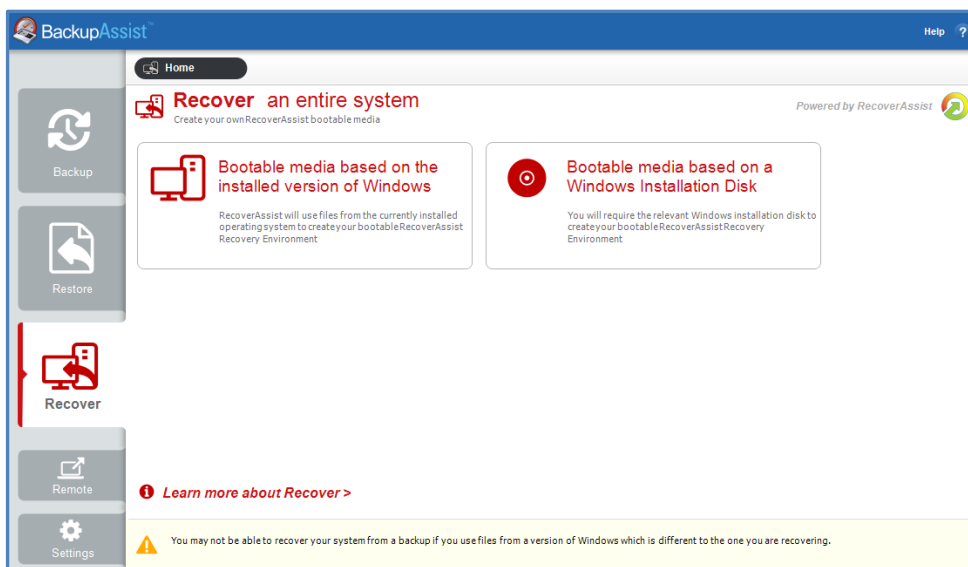 BackupAssist™
Help ?
Home
Recover an entire system
Create your own RecoverAssist bootable media
Powered by RecoverAssist
Backup
Bootable media based on the
installed version of Windows
RecoverAssist will use files from the currently installed
operating system to create your bootable RecoverAssist
Recovery Environment
Bootable media based on a
Windows Installation Disk
You will require the relevant Windows installation disk to
create your bootable RecoverAssist Recovery
Environment
Restore
Recover
Remote
Learn more about Recover >
Settings
You may not be able to recover your system from a backup if you use files from a version of Windows which is different to the one you are recovering.